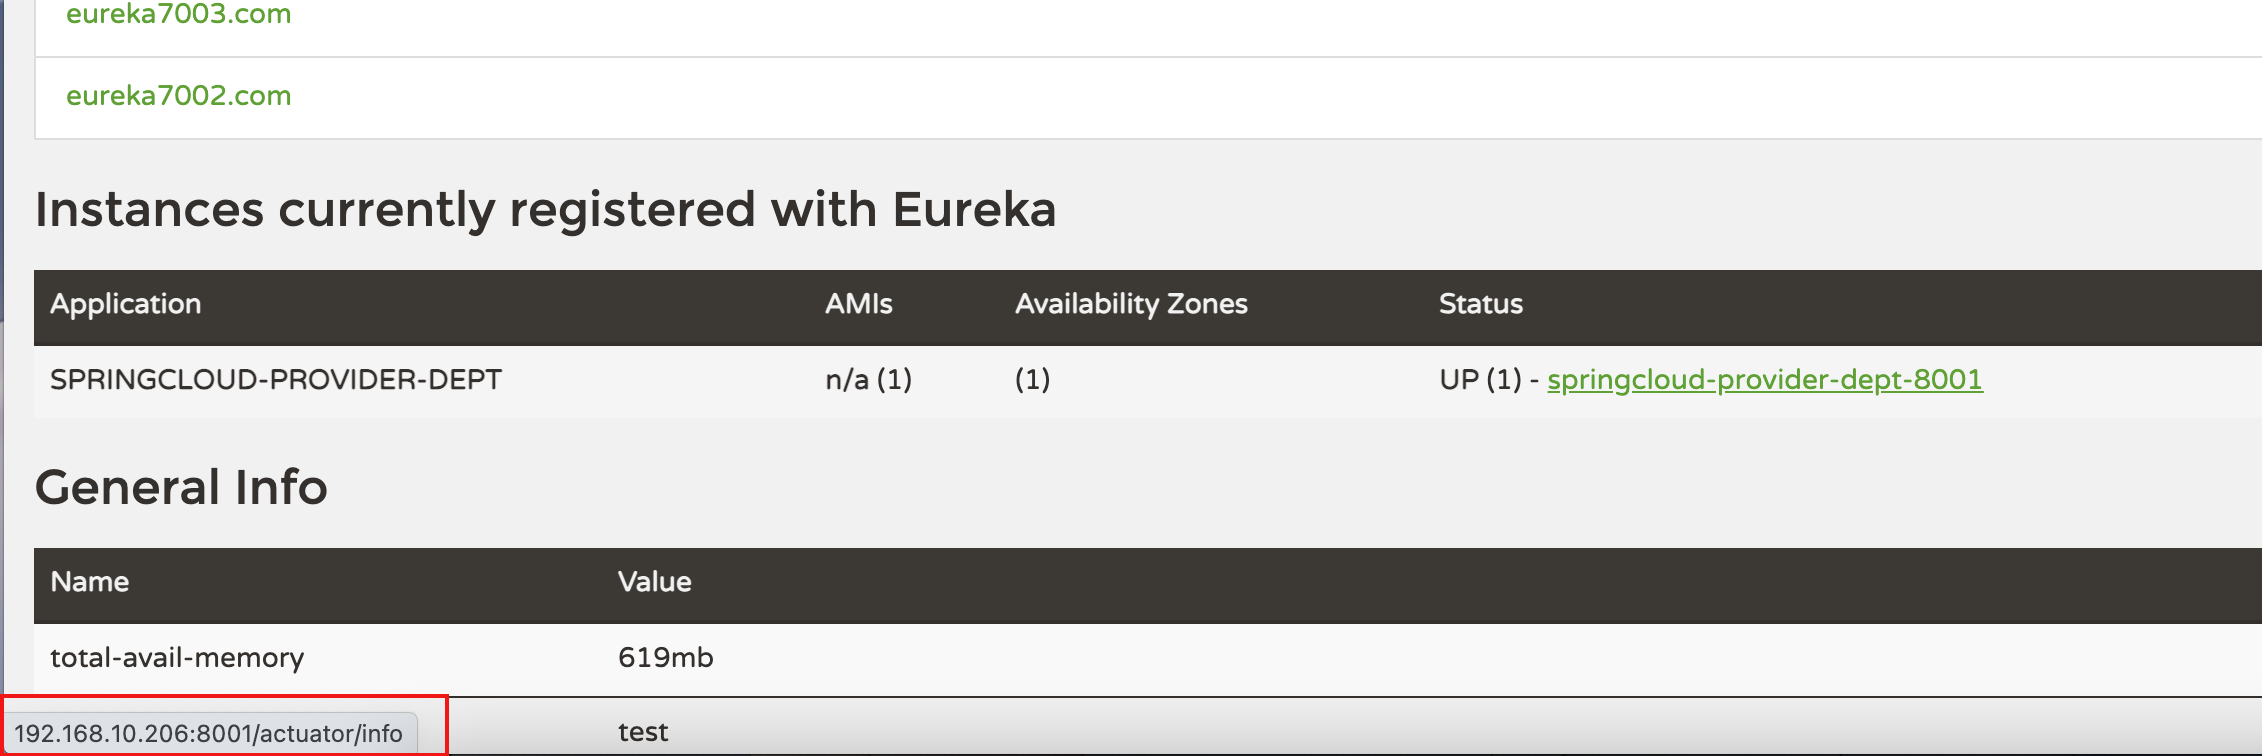 eureka7003.com
eureka7002.com
Instances currently registered with Eureka
Application AMIs Availability Zones Status
SPRINGCLOUD-PROVIDER-DEPT n/a (1) (1) UP (1) - springcloud-provider-dept-8001
General Info
Name Value
total-avail-memory 619mb
192.168.10.206:8001/actuator/info test